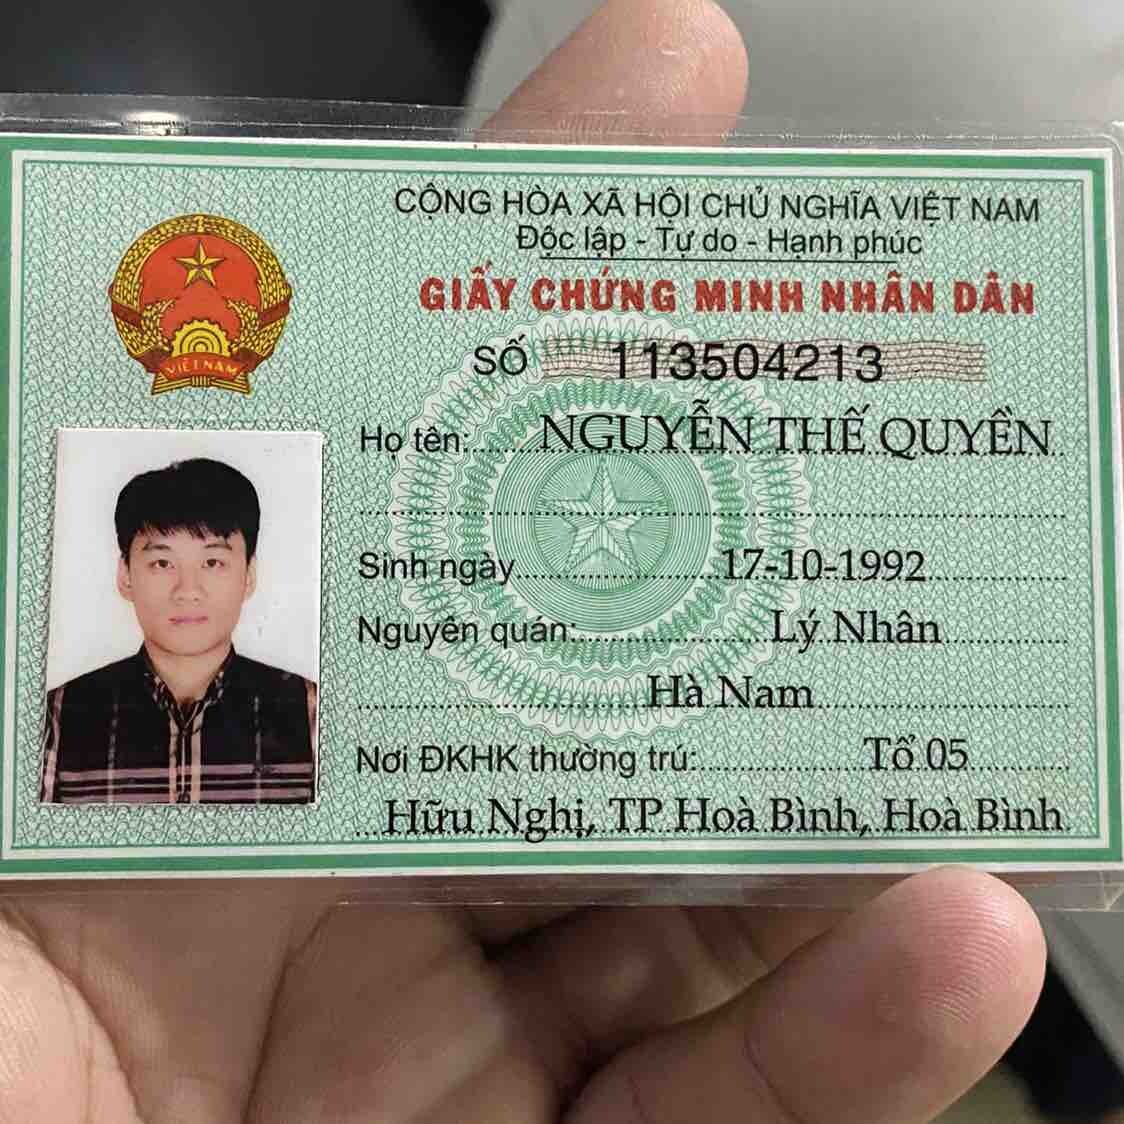 CỘNG HÒA XÃ HỘI CHỦ NGHĨA VIỆT NAM
Độc lập - Tự do - Hạnh phúc
GIẤY CHỨNG MINH NHÂN DÂN
SỐ 113504213
VIỆT NAM
Họ tên: NGUYỄN THẾ QUYỀN
Sinh ngày 17-10-1992
Nguyên quán: Lý Nhân
Hà Nam
Nơi ĐKHK thường trú: Tổ 05
Hữu Nghị, TP Hoà Bình, Hoà Bình